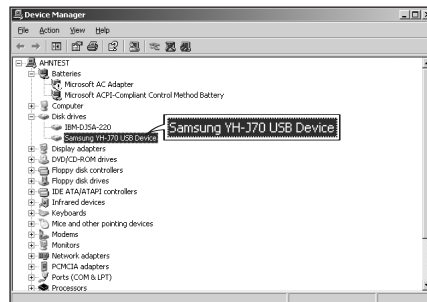 Device Manager
File Action View Help
AHNTEST
Batteries
Microsoft AC Adapter
Microsoft ACPI-Compliant Control Method Battery
Computer
Disk drives
IBM-DJSA-220
Samsung YH-J70 USB Device
Samsung YH-J70 USB Device
Display adapters
DVD/CD-ROM drives
Floppy disk controllers
Floppy disk drives
IDE ATA/ATAPI controllers
Infrared devices
Keyboards
Mice and other pointing devices
Modems
Monitors
Network adapters
PCMCIA adapters
Ports (COM & LPT)
Processors